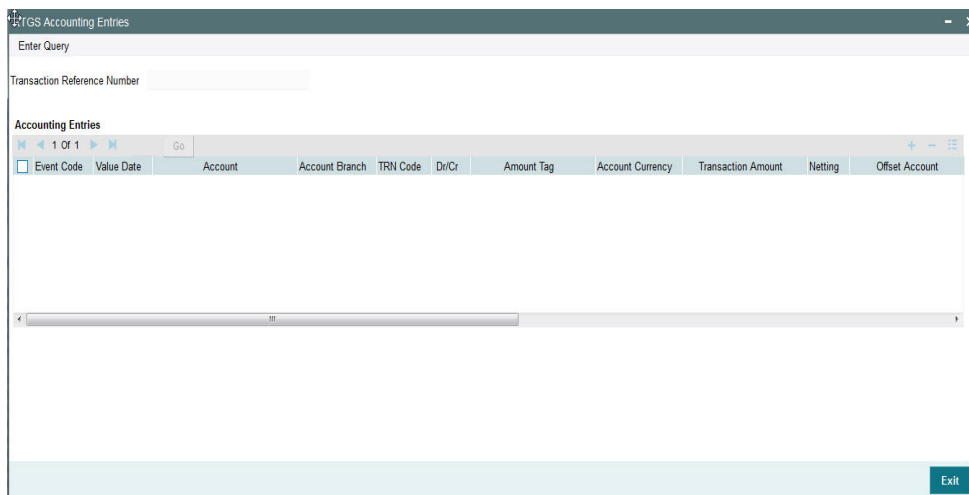 TGS Accounting Entries
Enter Query
Transaction Reference Number
Accounting Entries
1 Of 1 Go
Event Code Value Date Account Account Branch TRN Code Dr/Cr Amount Tag Account Currency Transaction Amount Netting Offset Account
Exit